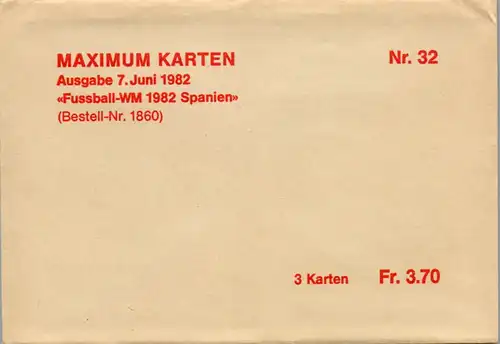 MAXIMUM KARTEN Nr. 32
Ausgabe 7. Juni 1982
«Fussball-WM 1982 Spanien»
(Bestell-Nr. 1860)
3 Karten Fr. 3.70